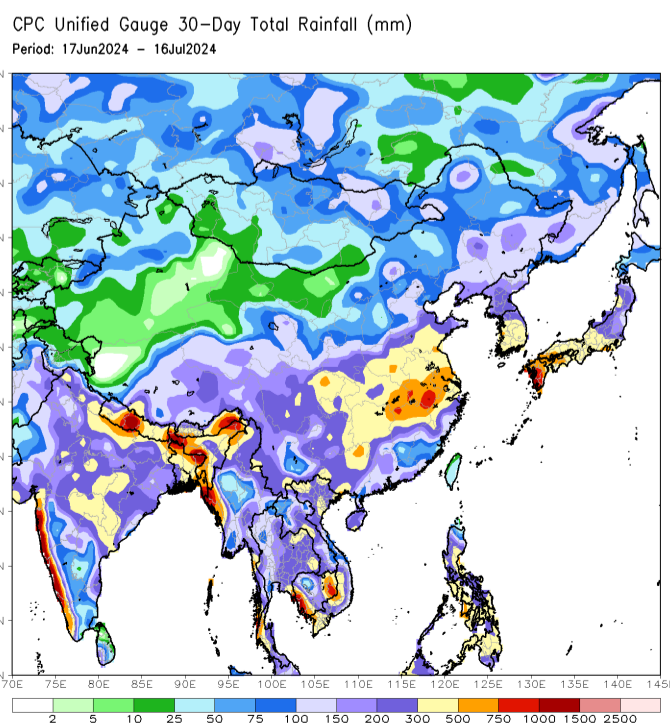 CPC Unified Gauge 30-Day Total Rainfall (mm)
Period: 17Jun2024 - 16Jul2024
70E 75E 80E 85E 90E 95E 100E 105E 110E 115E 120E 125E 130E 135E 140E 145
2 5 10 25 50 75 100 150 200 300 500 750 1000 1500 2500